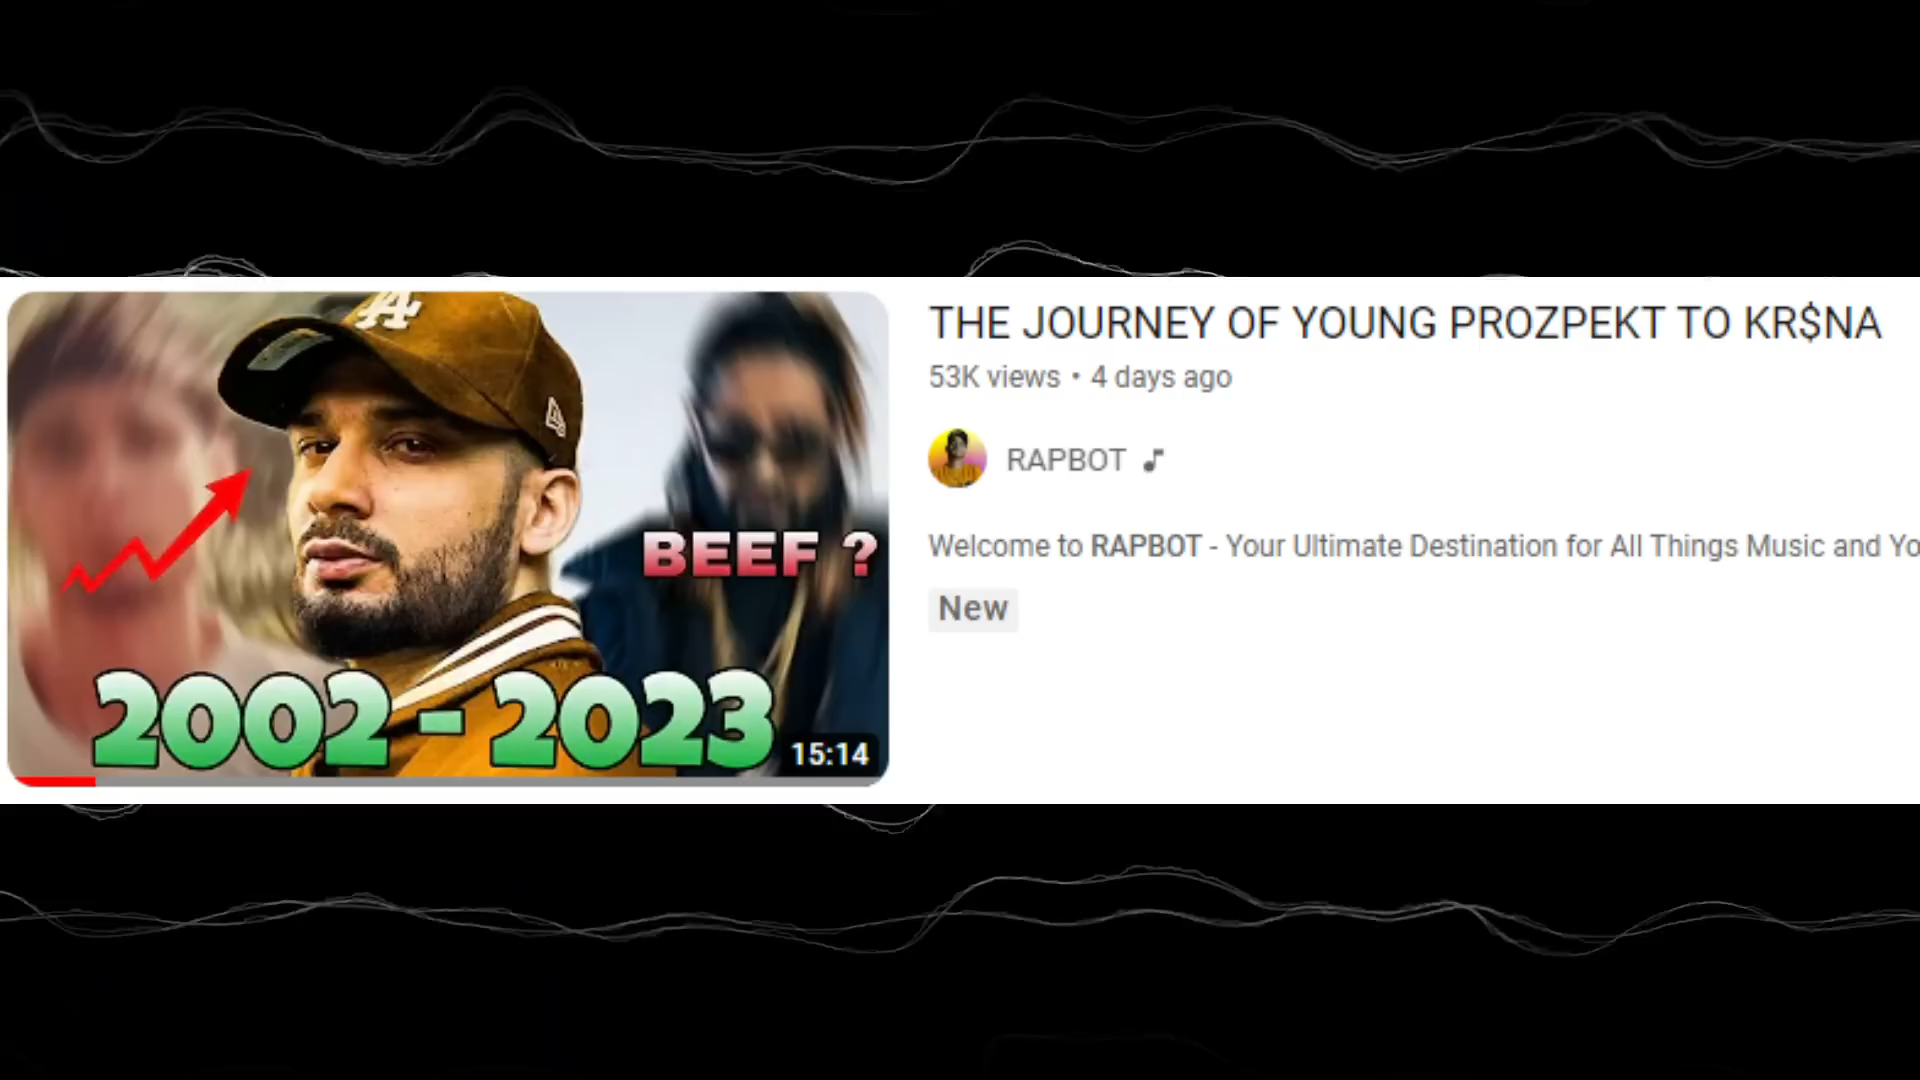 LA
BEEF ?
2002 - 2023
15:14
THE JOURNEY OF YOUNG PROZPEKT TO KR$NA
53K views • 4 days ago
RAPBOT
Welcome to RAPBOT - Your Ultimate Destination for All Things Music and Yo
New